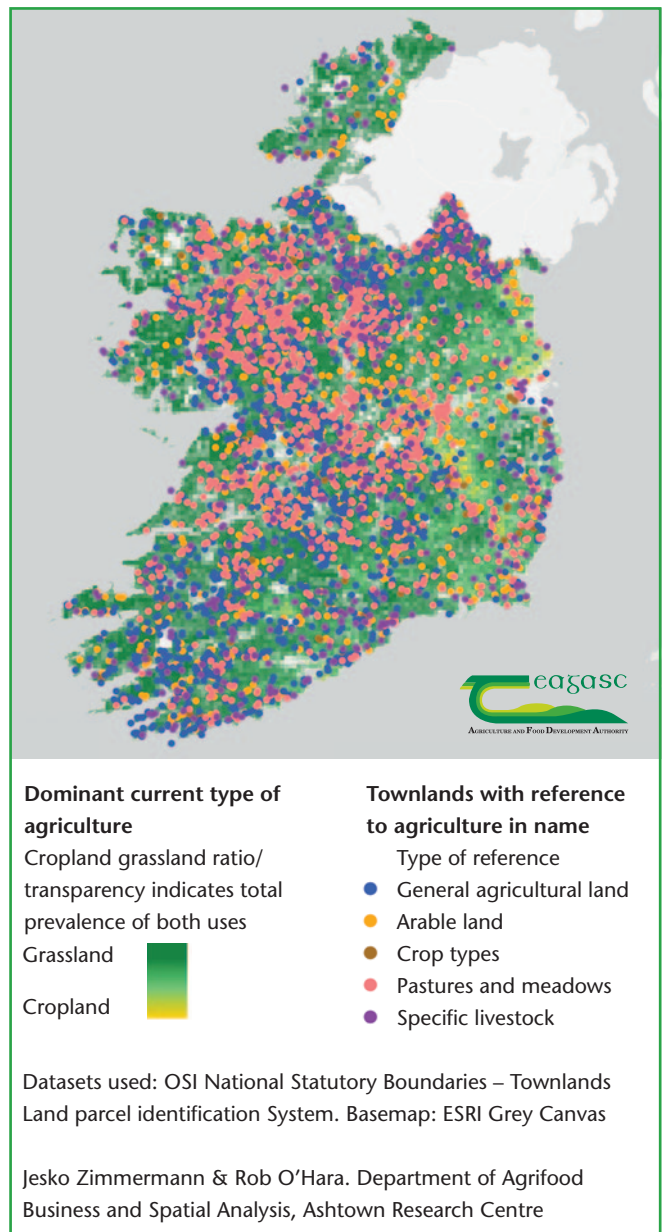 eagasc
AGRICULTURE AND FOOD DEVELOPMENT AUTHORITY
Dominant current type of
agriculture
Cropland grassland ratio/
transparency indicates total
prevalence of both uses
Grassland
Cropland
Townlands with reference
to agriculture in name
Type of reference
General agricultural land
Arable land
Crop types
Pastures and meadows
Specific livestock
Datasets used: OSI National Statutory Boundaries – Townlands
Land parcel identification System. Basemap: ESRI Grey Canvas
Jesko Zimmermann & Rob O’Hara. Department of Agrifood
Business and Spatial Analysis, Ashtown Research Centre